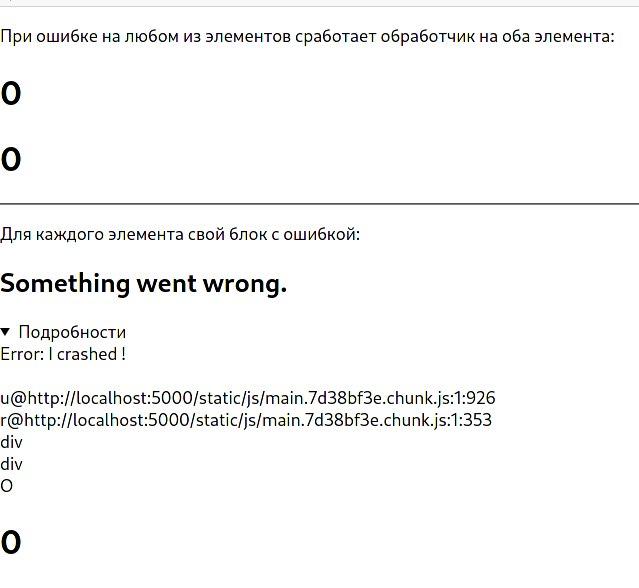 При ошибке на любом из элементов сработает обработчик на оба элемента:
0
0
Для каждого элемента свой блок с ошибкой:
Something went wrong.
▼ Подробности
Error: I crashed !
u@http://localhost:5000/static/js/main.7d38bf3e.chunk.js:1:926
r@http://localhost:5000/static/js/main.7d38bf3e.chunk.js:1:353
div
div
O
0